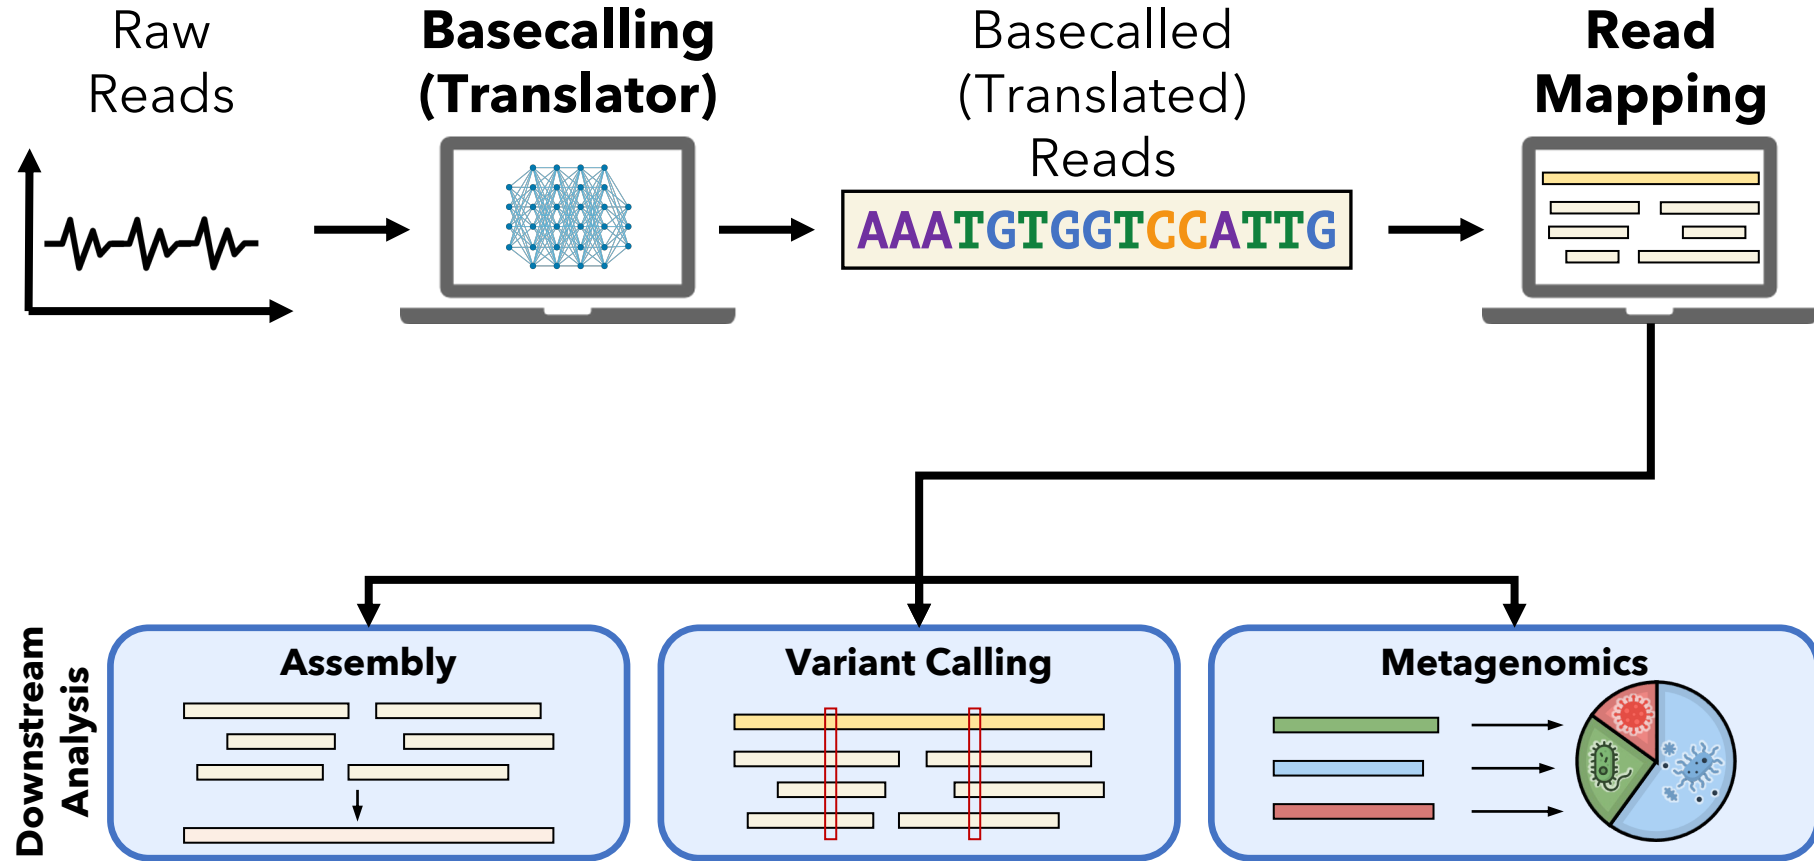 Raw
Reads
Basecalling
(Translator)
Basecalled
(Translated)
Reads
AAATGTGGTCCATTG
Read
Mapping
Downstream
Analysis
Assembly
Variant Calling
Metagenomics